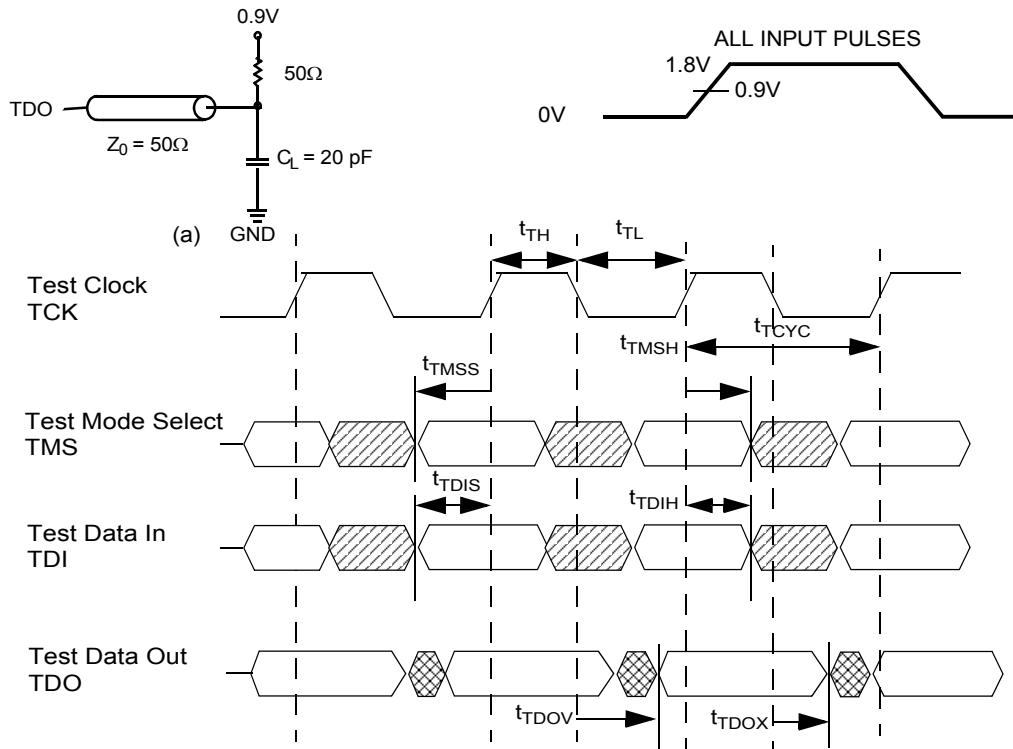 0.9V
50Ω
TDO
Z0 = 50Ω
CL = 20 pF
(a)
GND
ALL INPUT PULSES
1.8V
0.9V
0V
tTH
tTL
Test Clock
TCK
tTMSH
tTCYC
tTMSS
Test Mode Select
TMS
tTDIS
tTDIH
Test Data In
TDI
Test Data Out
TDO
tTDOV
tTDOX